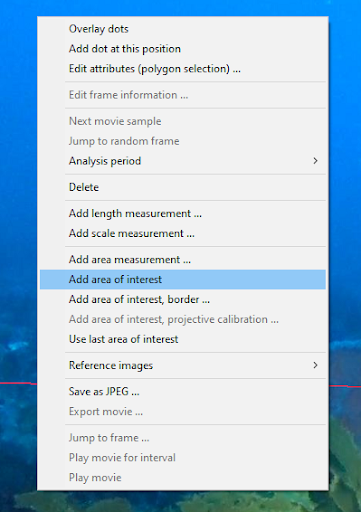 Overlay dots
Add dot at this position
Edit attributes (polygon selection) ...
Edit frame information ...
Next movie sample
Jump to random frame
Analysis period
Delete
Add length measurement ...
Add scale measurement ...
Add area measurement ...
Add area of interest
Add area of interest, border ...
Add area of interest, projective calibration ...
Use last area of interest
Reference images
Save as JPEG ...
Export movie ...
Jump to frame ...
Play movie for interval
Play movie